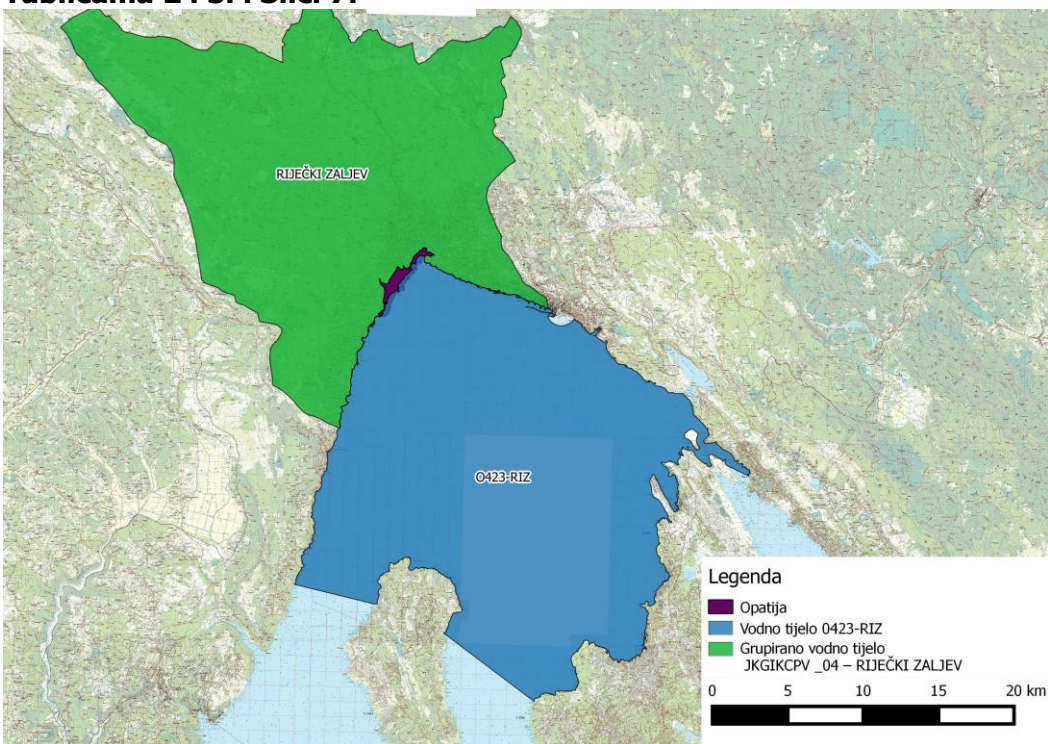 RIJEČKI ZALJEV
O423-RIZ
Legenda
Opatija
Vodno tijelo 0423-RIZ
Grupirano vodno tijelo
JKGIKCPV _04 – RIJEČKI ZALJEV
0 5 10 15 20 km